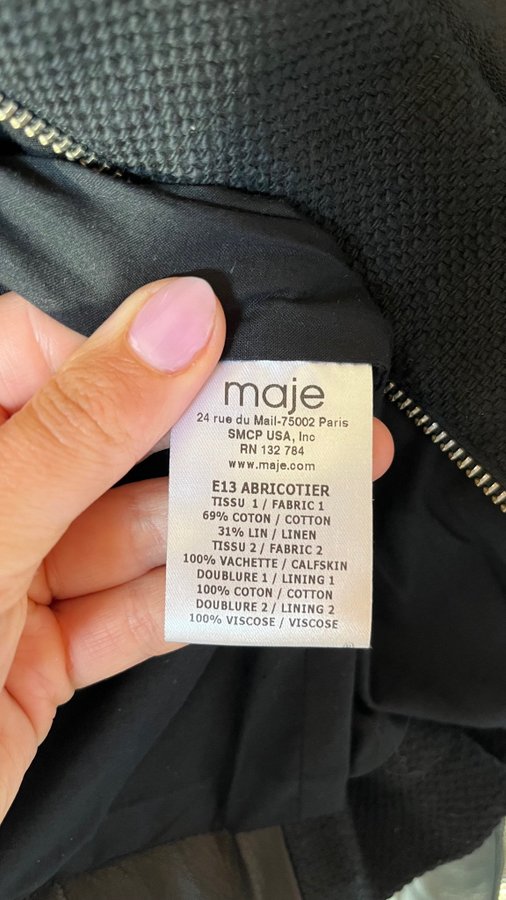 maje
24 rue du Mail-75002 Paris
SMCP USA, Inc
RN 132 784
www.maje.com
E13 ABRICOTIER
TISSU 1 / FABRIC 1
69% COTON / COTTON
31% LIN / LINEN
TISSU 2 / FABRIC 2
100% VACHETTE / CALFSKIN
DOUBLURE 1 / LINING 1
100% COTON / COTTON
DOUBLURE 2 / LINING 2
100% VISCOSE / VISCOSE